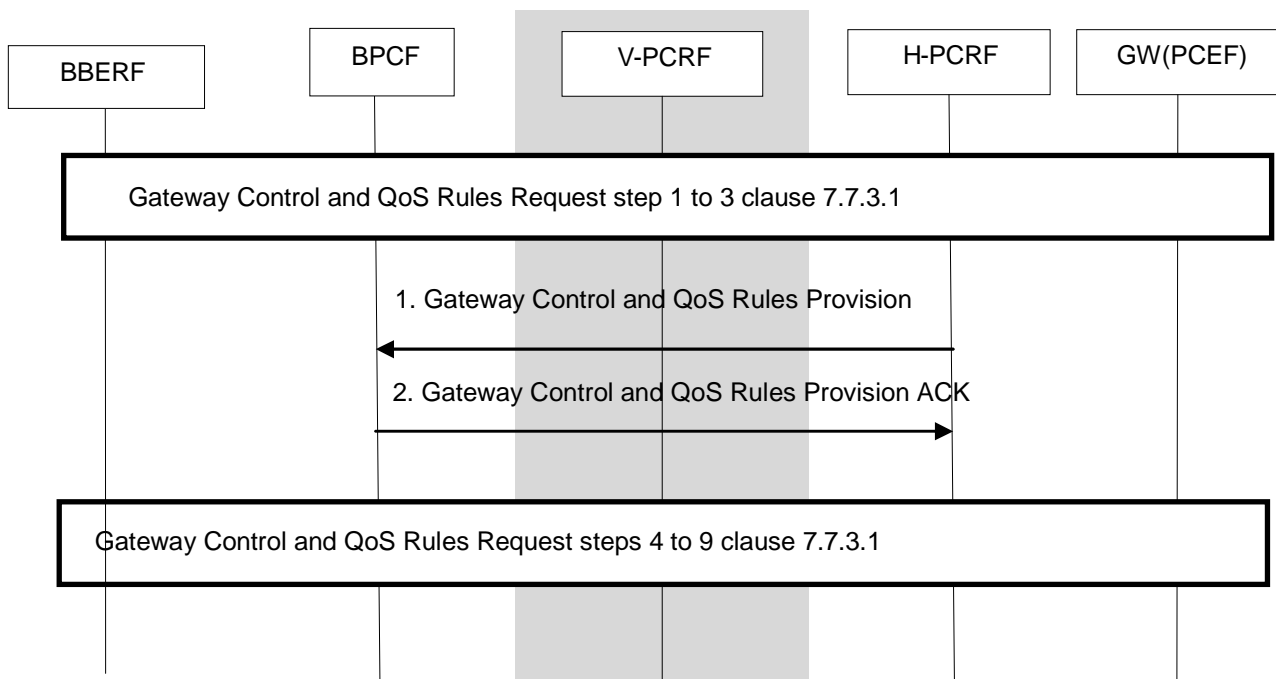 BBERF
BPCF
V-PCRF
H-PCRF
GW(PCEF)
Gateway Control and QoS Rules Request step 1 to 3 clause 7.7.3.1
1. Gateway Control and QoS Rules Provision
2. Gateway Control and QoS Rules Provision ACK
Gateway Control and QoS Rules Request steps 4 to 9 clause 7.7.3.1